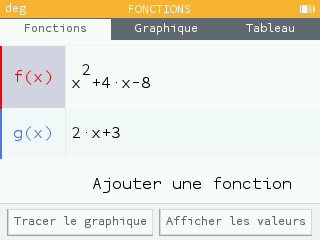 deg FONCTIONS
Fonctions Graphique Tableau
f(x) x²+4·x-8
g(x) 2·x+3
Ajouter une fonction
Tracer le graphique Afficher les valeurs